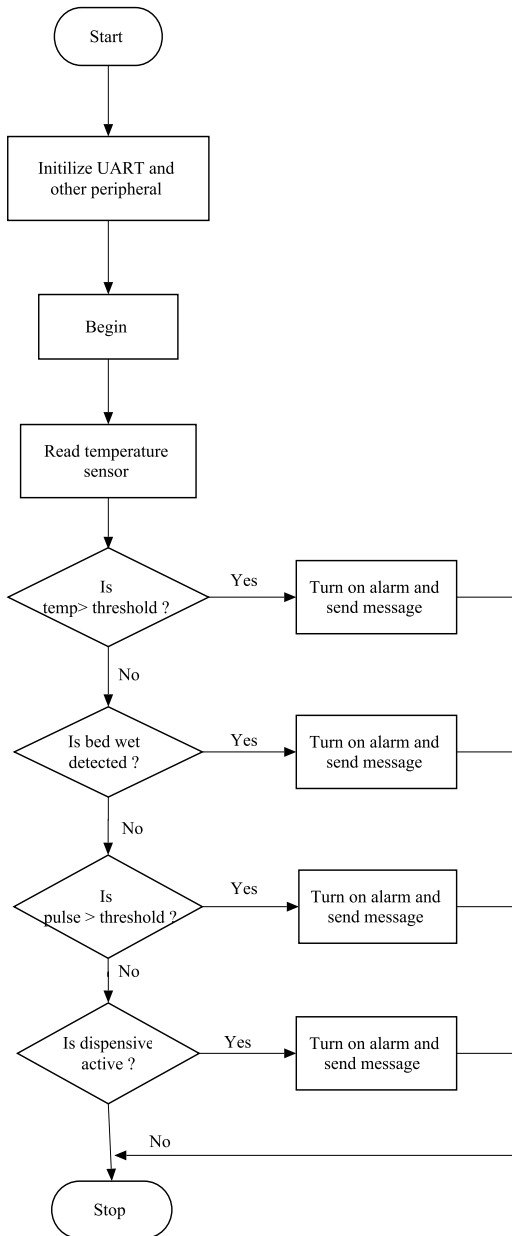 Start
Initilize UART and
other peripheral
Begin
Read temperature
sensor
Is
temp> threshold ?
Yes
Turn on alarm and
send message
No
Is bed wet
detected ?
Yes
Turn on alarm and
send message
No
Is
pulse > threshold ?
Yes
Turn on alarm and
send message
No
Is dispensive
active ?
Yes
Turn on alarm and
send message
No
Stop